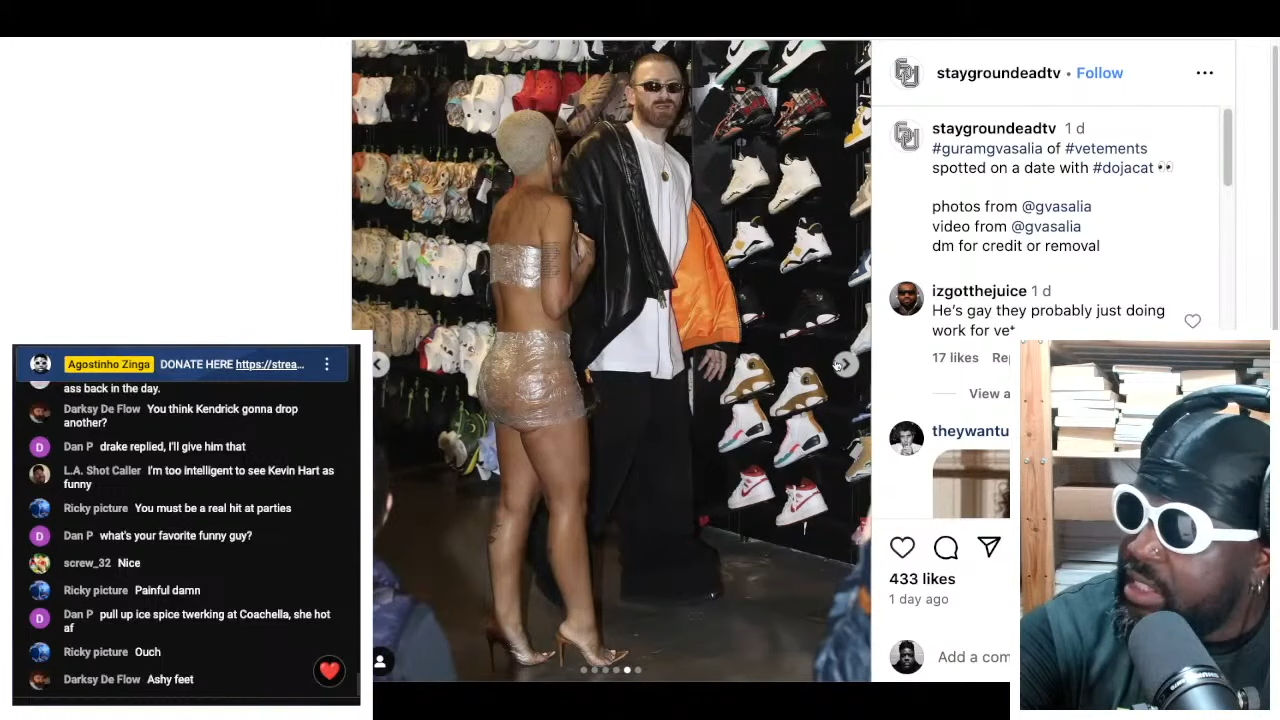 staygroundeadtv • Follow
staygroundeadtv 1 d
#guramgvasalia of #vetements
spotted on a date with #dojacat 👀
photos from @gvasalia
video from @gvasalia
dm for credit or removal
izgotthejuice 1 d
He's gay they probably just doing
work for
17 likes
View a
theywantu
433 likes
1 day ago
Add a com
Agostinho Zinga DONATE HERE https://strea...
ass back in the day.
Darksy De Flow You think Kendrick gonna drop
another?
Dan P drake replied, I'll give him that
L.A. Shot Caller I'm too intelligent to see Kevin Hart as
funny
Ricky picture You must be a real hit at parties
Dan P what's your favorite funny guy?
screw_32 Nice
Ricky picture Painful damn
Dan P pull up ice spice twerking at Coachella, she hot
af
Ricky picture Ouch
Darksy De Flow Ashy feet